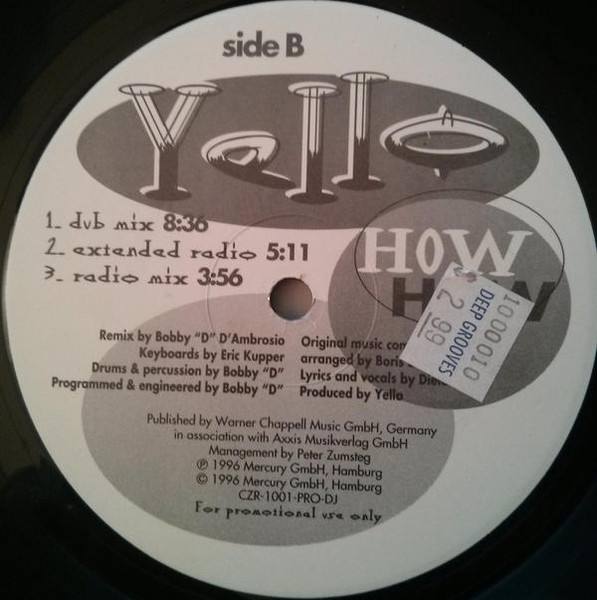 side B
Yello
1. dub mix 8:36
2. extended radio 5:11
3. radio mix 3:56
HOW
HOW
$2.99
DEEP GROOVES
1000010
Remix by Bobby "D" D'Ambrosio
Keyboards by Eric Kupper
Drums & percussion by Bobby "D"
Programmed & engineered by Bobby "D"
Original music
arranged by Boris
Lyrics and vocals by
Produced by Yello
Published by Warner Chappell Music GmbH, Germany
in association with Axxis Musikverlag GmbH
Management by Peter Zumsteg
℗ 1996 Mercury GmbH, Hamburg
© 1996 Mercury GmbH, Hamburg
CZR-1001-PRO-DJ
For promotional use only